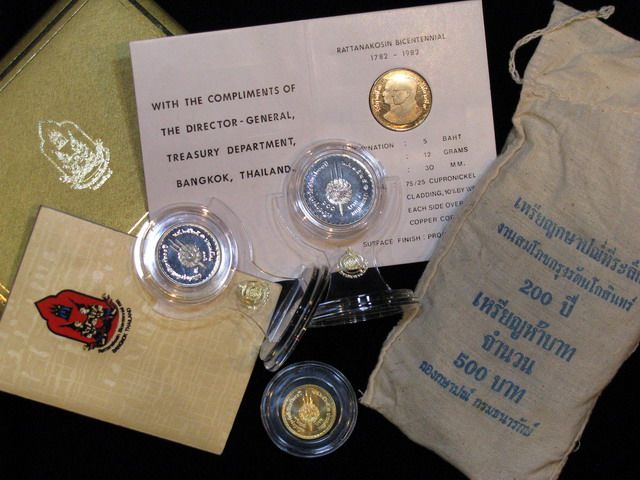 RATTANAKOSIN BICENTENNIAL
1782 - 1982
WITH THE COMPLIMENTS OF
THE DIRECTOR-GENERAL,
TREASURY DEPARTMENT,
BANGKOK, THAILAND.
: 5 BAHT
: 12 GRAMS
: 30 MM.
75/25 CUPRONICKEL
CLADDING,
EACH SIDE OVER
COPPER
SURFACE FINISH :
เหรียญกษาปณ์ที่ระลึก
งานสมโภชกรุงรัตนโกสินทร์
200 ปี
เหรียญห้าบาท
จำนวน
500 บาท
กองกษาปณ์ กรมธนารักษ์
BANGKOK THAILAND